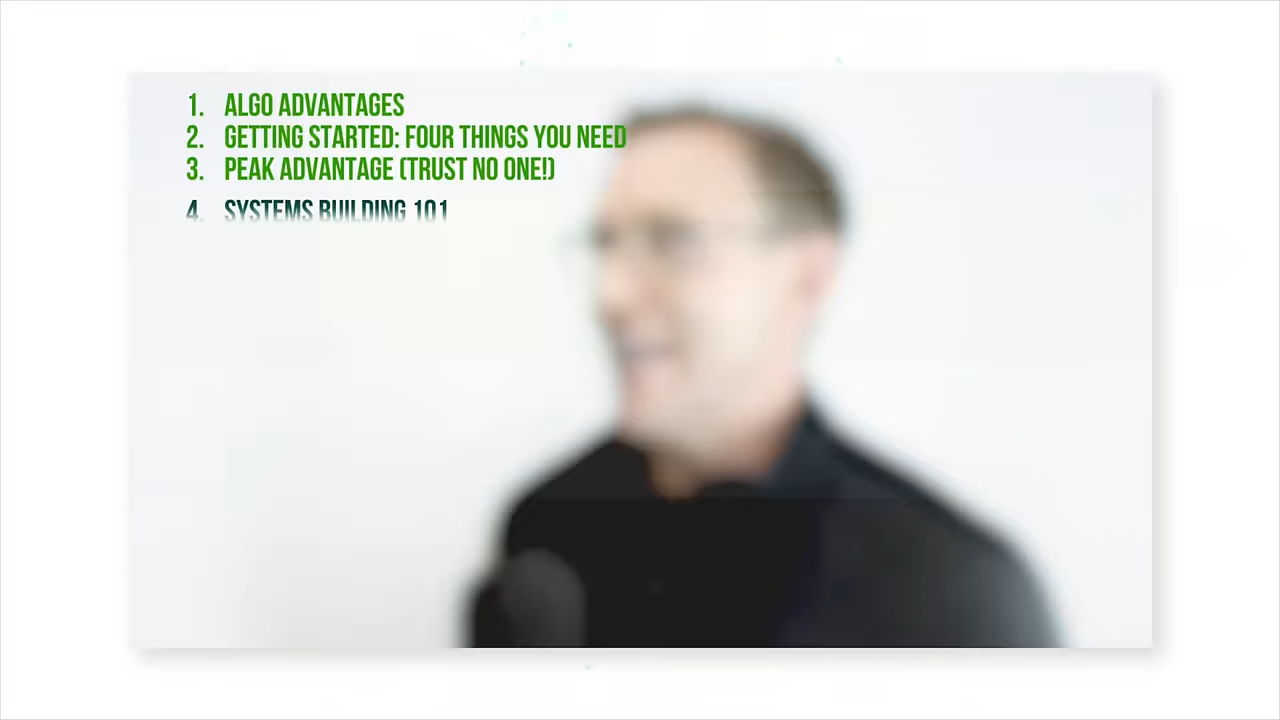 1. ALGO ADVANTAGES
2. GETTING STARTED: FOUR THINGS YOU NEED
3. PEAK ADVANTAGE (TRUST NO ONE!)
4. SYSTEMS BUILDING 101